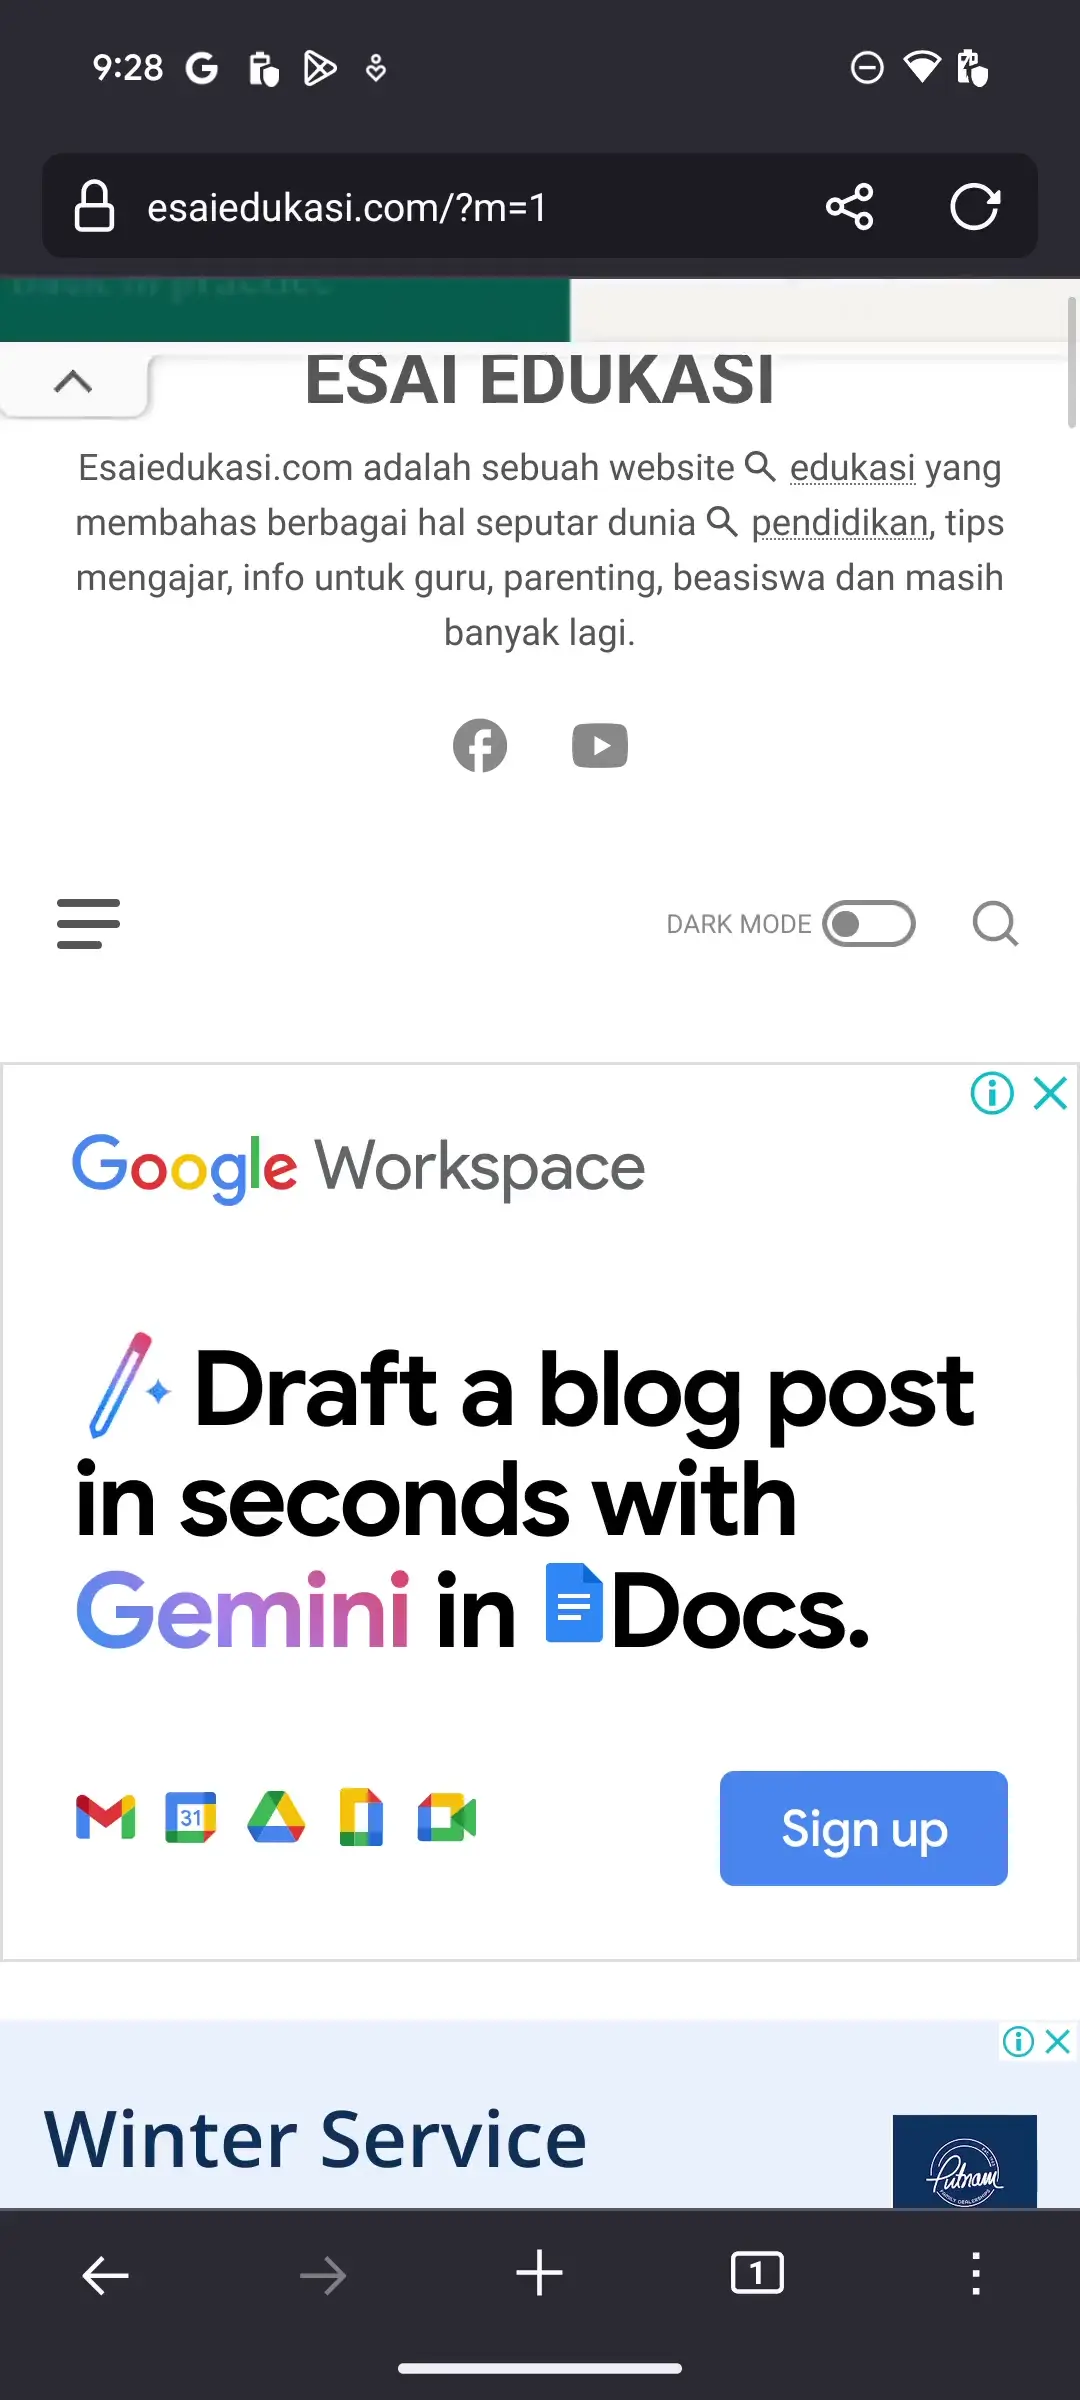 9:28
esaiedukasi.com/?m=1
ESAI EDUKASI
Esaiedukasi.com adalah sebuah website edukasi yang
membahas berbagai hal seputar dunia pendidikan, tips
mengajar, info untuk guru, parenting, beasiswa dan masih
banyak lagi.
DARK MODE
Google Workspace
Draft a blog post
in seconds with
Gemini in Docs.
31
Sign up
Winter Service
Putnam
1